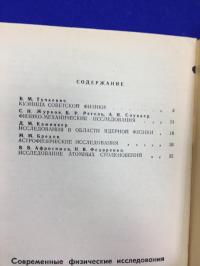 СОДЕРЖАНИЕ
В. М. Тучкевич
КУЗНИЦА СОВЕТСКОЙ ФИЗИКИ
С. Н. Журков, В. Р. Регель, А. И. Слуцкер
ФИЗИКО-МЕХАНИЧЕСКИЕ ИССЛЕДОВАНИЯ
Д. М. Каминкер
ИССЛЕДОВАНИЯ В ОБЛАСТИ ЯДЕРНОЙ ФИЗИКИ
М. М. Бредов
АСТРОФИЗИЧЕСКИЕ ИССЛЕДОВАНИЯ
В. В. Афросимов, Н. В. Федоренко
ИССЛЕДОВАНИЕ АТОМНЫХ СТОЛКНОВЕНИЙ
Современные физические исследования